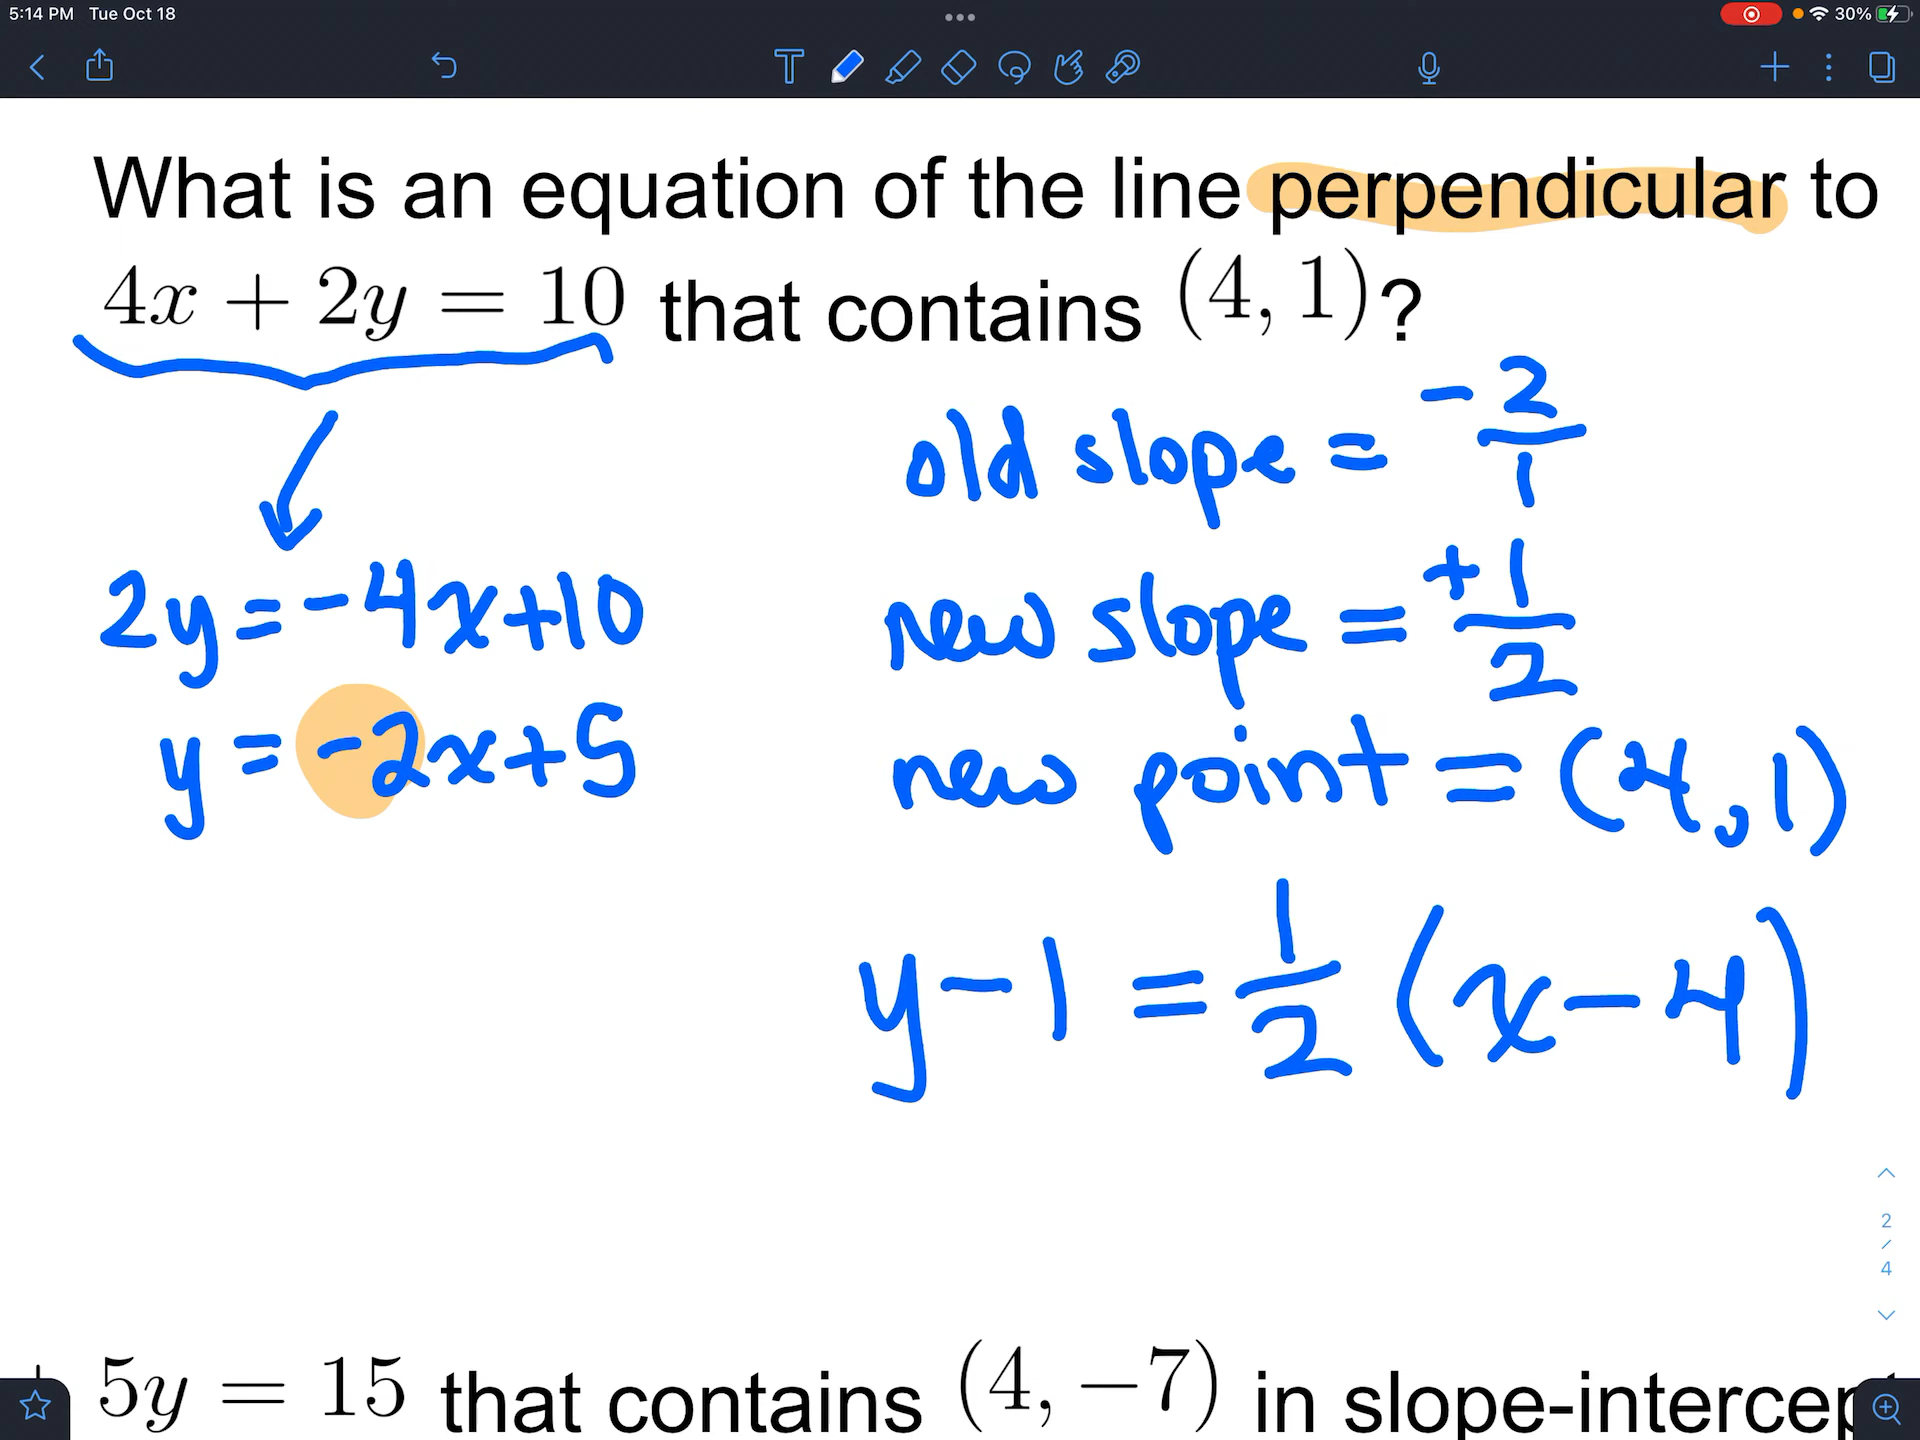 5:14 PM Tue Oct 18
30%
What is an equation of the line perpendicular to
4x + 2y = 10 that contains (4, 1)?
2y = -4x+10
y = -2x+5
old slope = -2/1
new slope = +1/2
new point = (4,1)
y-1 = 1/2 (x-4)
2
/
4
5y = 15 that contains (4, −7) in slope-intercep